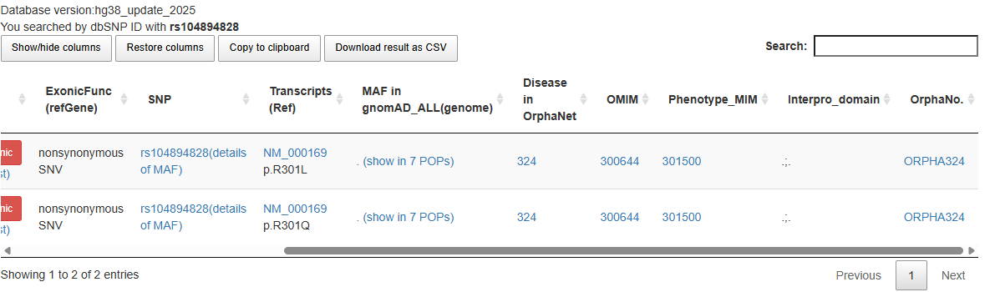 Database version:hg38_update_2025
You searched by dbSNP ID with rs104894828
Show/hide columns Restore columns Copy to clipboard Download result as CSV Search:
ExonicFunc (refGene) SNP Transcripts (Ref) MAF in gnomAD_ALL(genome) Disease in OrphaNet OMIM Phenotype_MIM Interpro_domain OrphaNo.
nic nonsynonymous rs104894828(details NM_000169 . (show in 7 POPs) 324 300644 301500 .;. ORPHA324
st) SNV of MAF) p.R301L
nic nonsynonymous rs104894828(details NM_000169 . (show in 7 POPs) 324 300644 301500 .;. ORPHA324
st) SNV of MAF) p.R301Q
Showing 1 to 2 of 2 entries Previous 1 Next